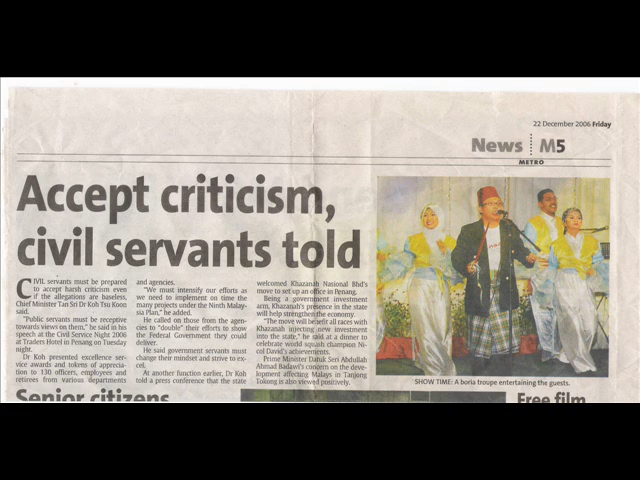 22 December 2006 Friday
News M5
METRO
Accept criticism,
civil servants told
CIVIL servants must be prepared
to accept harsh criticism even
if the allegations are baseless,
Chief Minister Tan Sri Dr Koh Tsu Koon
said.
"Public servants must be receptive
towards views on them," he said in his
speech at the Civil Service Night 2006
at Traders Hotel in Penang on Tuesday
night.
Dr Koh presented excellence ser-
vice awards and tokens of apprecia-
tion to 130 officers, employees and
retirees from various departments
and agencies.
"We must intensify our efforts as
we need to implement on time the
many projects under the Ninth Malay-
sia Plan," he added.
He called on those from the agen-
cies to "double" their efforts to show
the Federal Government they could
deliver.
He said government servants must
change their mindset and strive to ex-
cel.
At another function earlier, Dr Koh
told a press conference that the state
welcomed Khazanah Nasional Bhd's
move to set up an office in Penang.
Being a government investment
arm, Khazanah's presence in the state
will help strengthen the economy.
"The move will benefit all races with
Khazanah injecting new investment
into the state," he said at a dinner to
celebrate world squash champion Ni-
col David's achievements.
Prime Minister Datuk Seri Abdullah
Ahmad Badawi's concern on the deve-
lopment affecting Malays in Tanjong
Tokong is also viewed positively.
SHOW TIME: A boria troupe entertaining the guests.
Senior citizens
Free film